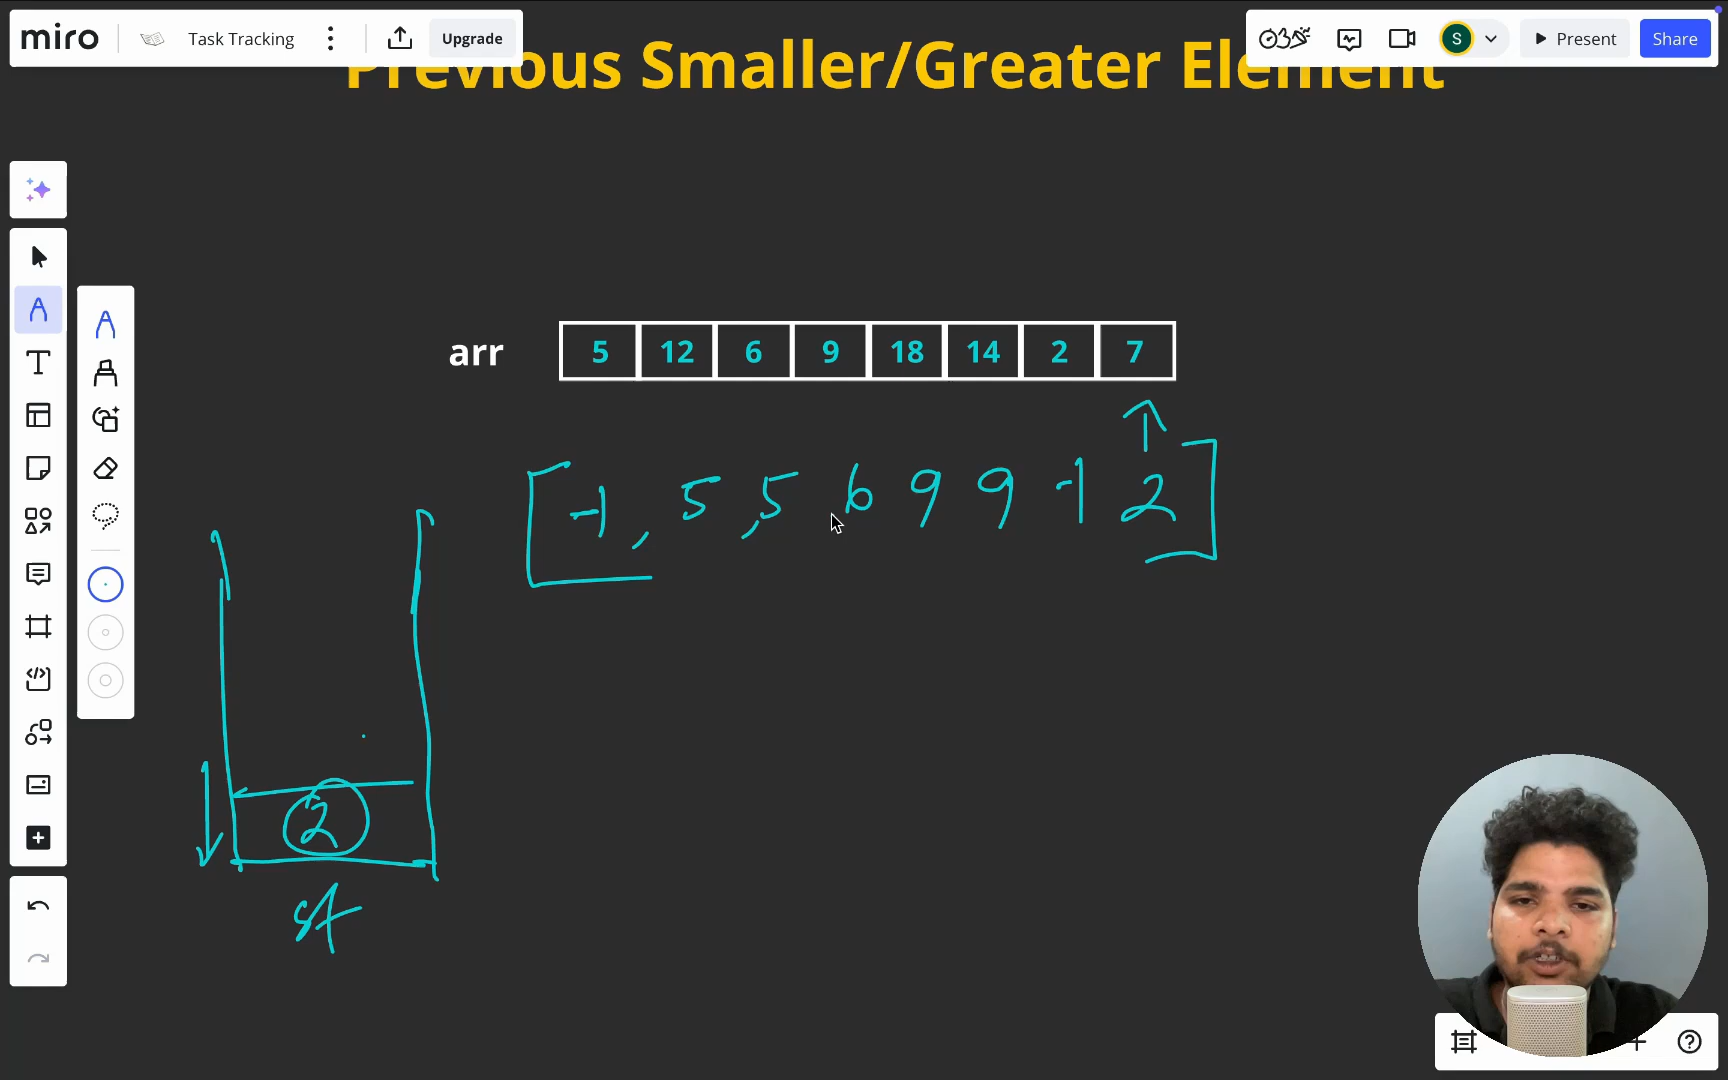 miro Task Tracking Upgrade S Present Share
Previous Smaller/Greater Element
arr 5 12 6 9 18 14 2 7
[-1, 5, 5 6 9 9 -1 2]
2
st